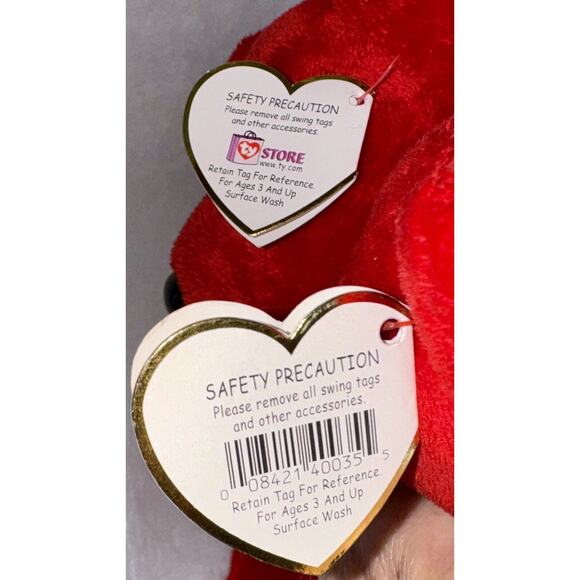 SAFETY PRECAUTION
Please remove all swing tags
and other accessories.
ty STORE
www.ty.com
Retain Tag For Reference.
For Ages 3 And Up
Surface Wash
SAFETY PRECAUTION
Please remove all swing tags
and other accessories.
0 08421 40035 5
Retain Tag For Reference.
For Ages 3 And Up
Surface Wash